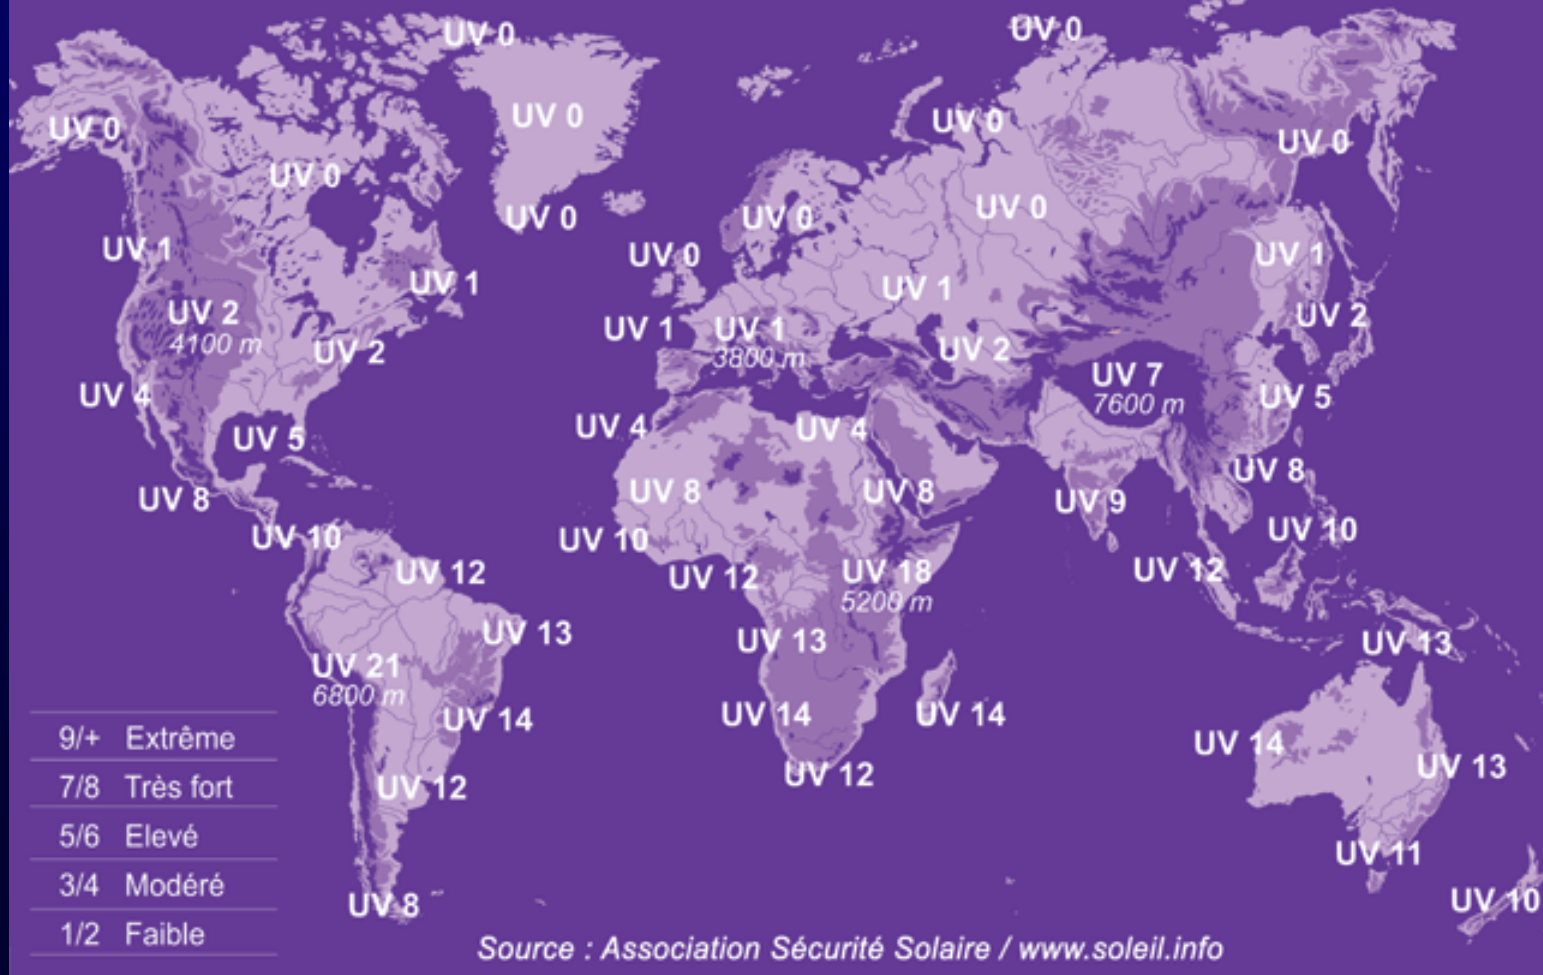 UV 0
UV 0
UV 0
UV 0
UV 0
UV 0
UV 0
UV 0
UV 0
UV 0
UV 0
UV 0
UV 1
UV 1
UV 1
UV 1
UV 2
4100 m
UV 2
UV 1
UV 1
3800 m
UV 2
UV 2
UV 4
UV 7
7600 m
UV 5
UV 5
UV 4
UV 4
UV 8
UV 8
UV 8
UV 8
UV 9
UV 10
UV 10
UV 10
UV 12
UV 12
UV 18
5200 m
UV 12
UV 13
UV 13
UV 13
UV 21
6800 m
UV 14
UV 14
UV 14
UV 14
UV 13
UV 12
UV 12
UV 11
UV 8
UV 10
9/+ Extrême
7/8 Très fort
5/6 Elevé
3/4 Modéré
1/2 Faible
Source : Association Sécurité Solaire / www.soleil.info